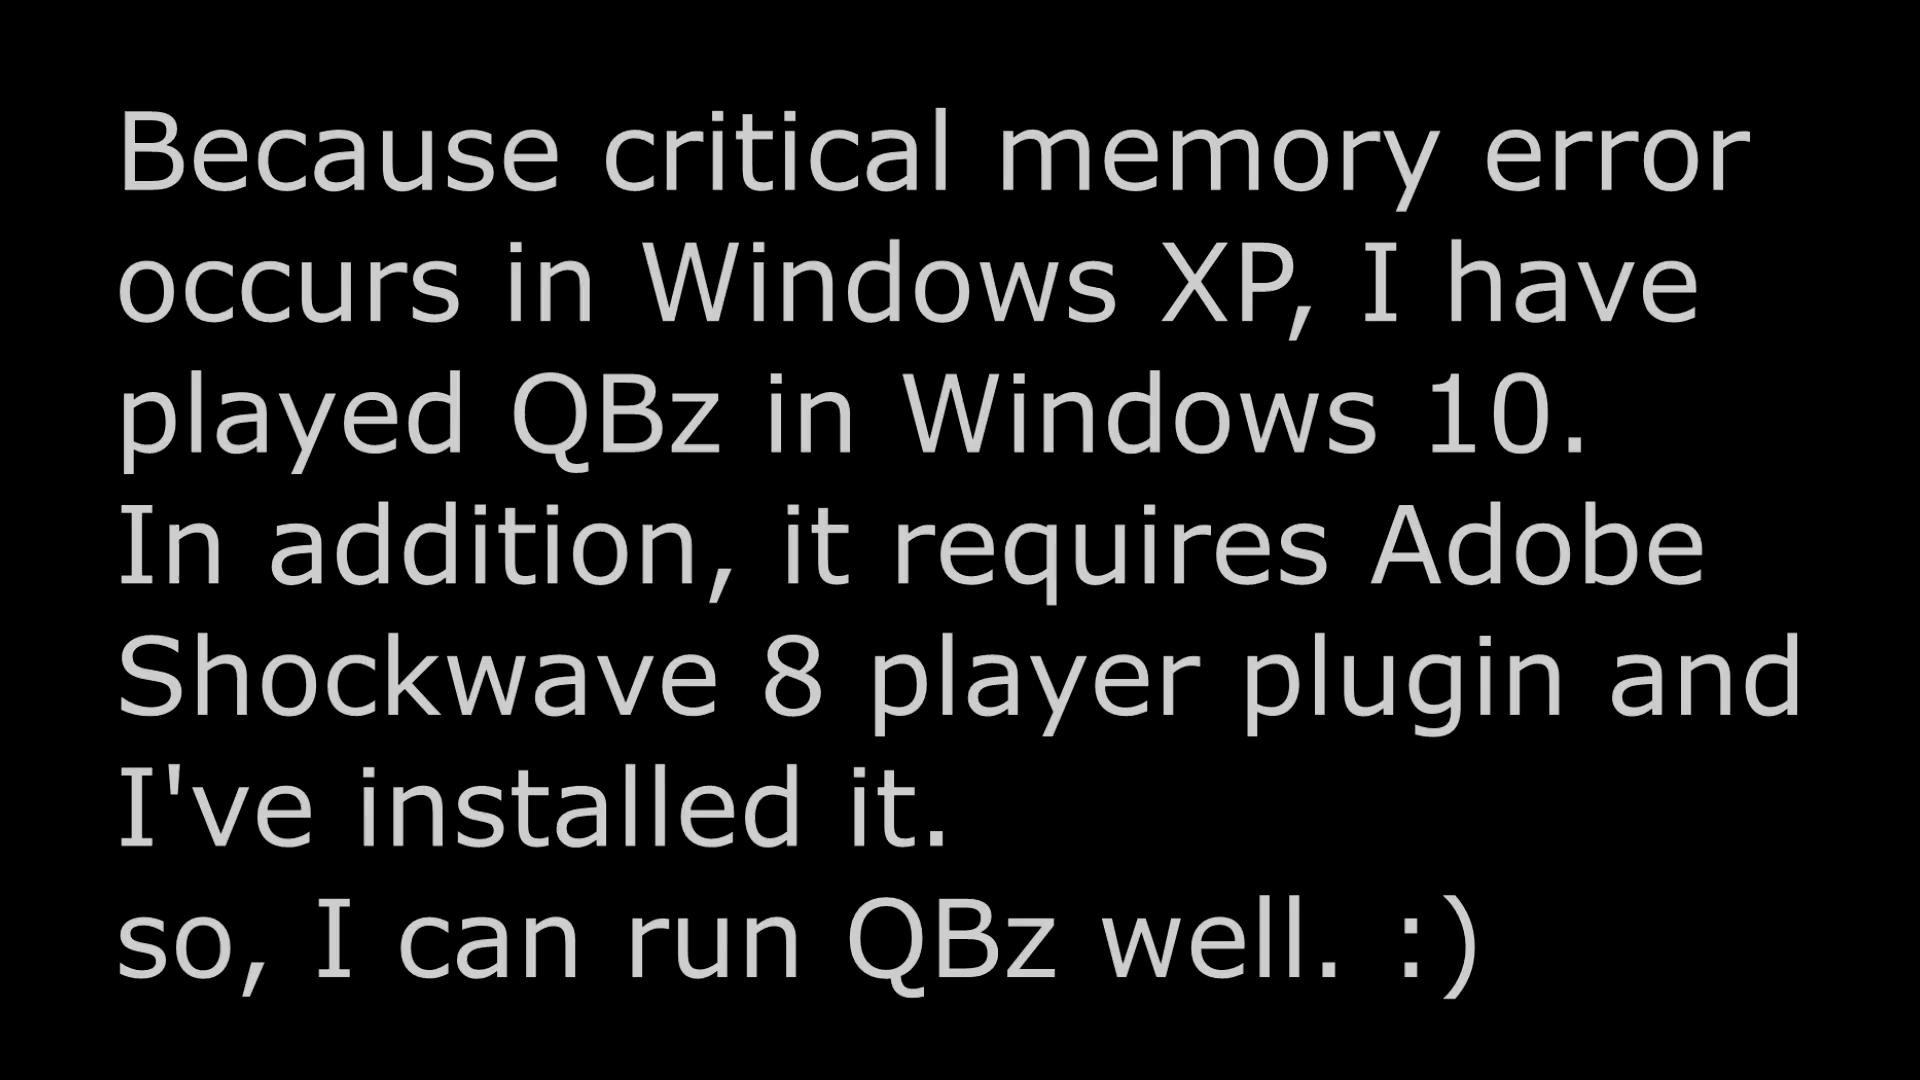 Because critical memory error
occurs in Windows XP, I have
played QBz in Windows 10.
In addition, it requires Adobe
Shockwave 8 player plugin and
I've installed it.
so, I can run QBz well. :)